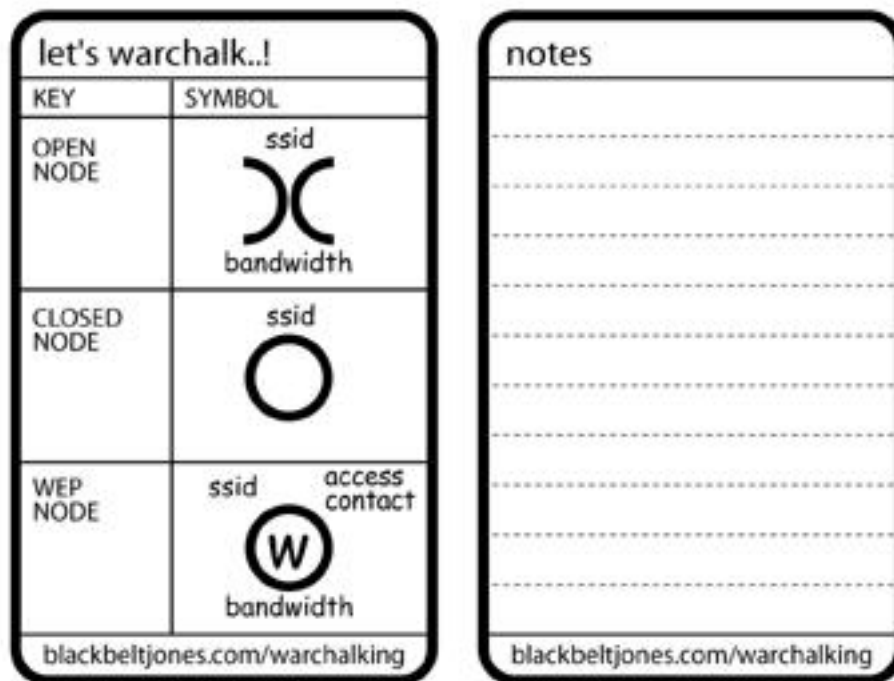 let's warchalk..!
KEY SYMBOL
OPEN
NODE
ssid
bandwidth
CLOSED
NODE
ssid
WEP
NODE
ssid
access
contact
W
bandwidth
blackbeltjones.com/warchalking
notes
blackbeltjones.com/warchalking